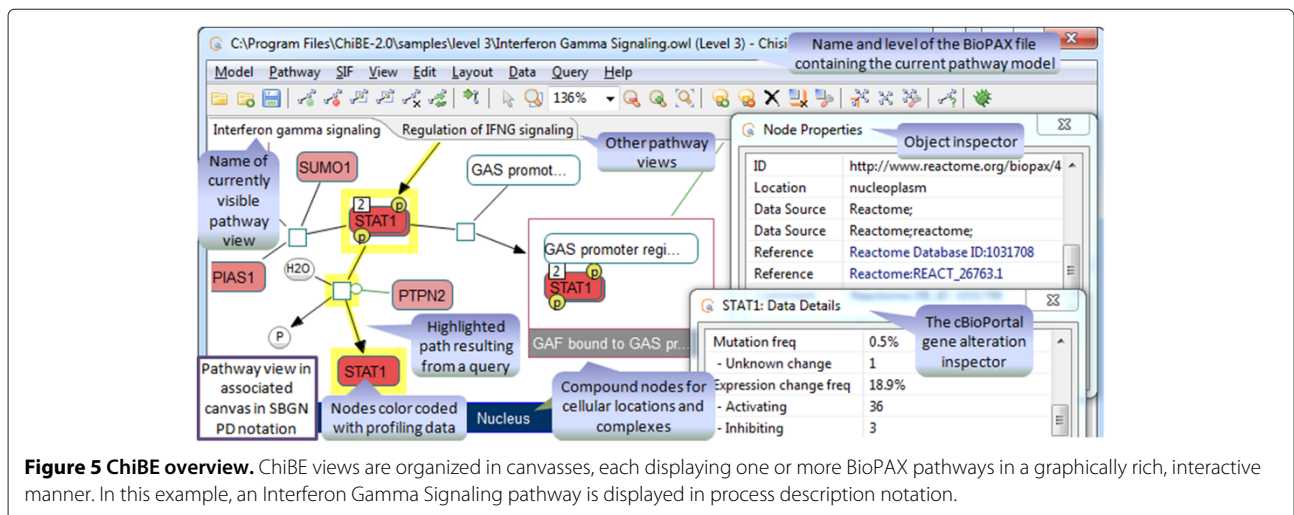 C:\Program Files\ChiBE-2.0\samples\level 3\Interferon Gamma Signaling.owl (Level 3) - Chisi
Name and level of the BioPAX file
containing the current pathway model
Model Pathway SIF View Edit Layout Data Query Help
136%
Interferon gamma signaling
Regulation of IFNG signaling
Other pathway
views
Name of
currently
visible
pathway
view
SUMO1
GAS promot...
2
p
STAT1
p
PIAS1
H2O
PTPN2
P
Highlighted
path resulting
from a query
STAT1
GAS promoter regi...
2
p
STAT1
p
GAF bound to GAS pr...
Pathway view in
associated
canvas in SBGN
PD notation
Nodes color coded
with profiling data
Nucleus
Compound nodes for
cellular locations and
complexes
Node Properties
Object inspector
ID http://www.reactome.org/biopax/4
Location nucleoplasm
Data Source Reactome;
Data Source Reactome;reactome;
Reference Reactome Database ID:1031708
Reference Reactome:REACT_26763.1
STAT1: Data Details
The cBioPortal
gene alteration
inspector
Mutation freq 0.5%
- Unknown change 1
Expression change freq 18.9%
- Activating 36
- Inhibiting 3
Figure 5 ChiBE overview. ChiBE views are organized in canvasses, each displaying one or more BioPAX pathways in a graphically rich, interactive
manner. In this example, an Interferon Gamma Signaling pathway is displayed in process description notation.